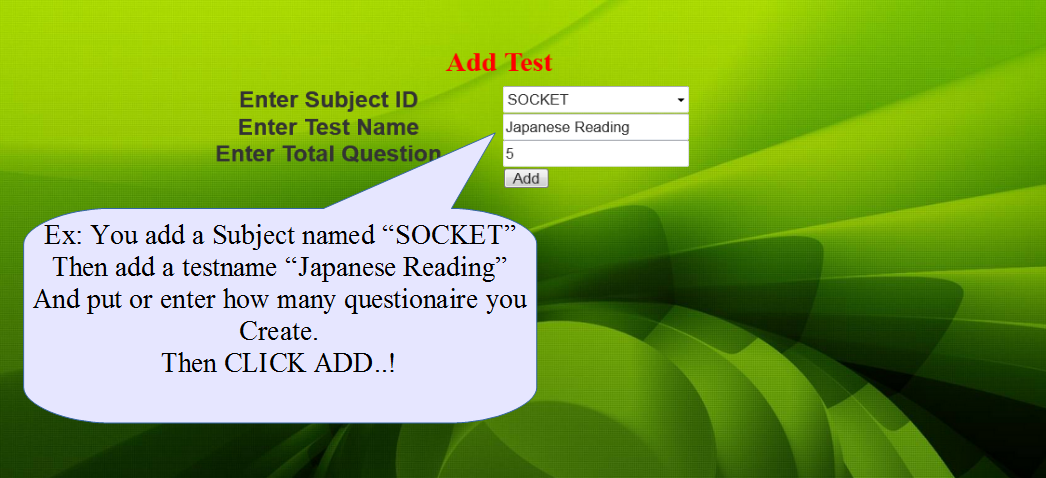 Add Test
Enter Subject ID SOCKET
Enter Test Name Japanese Reading
Enter Total Question 5
Add
Ex: You add a Subject named “SOCKET”
Then add a testname “Japanese Reading”
And put or enter how many questionaire you
Create.
Then CLICK ADD..!